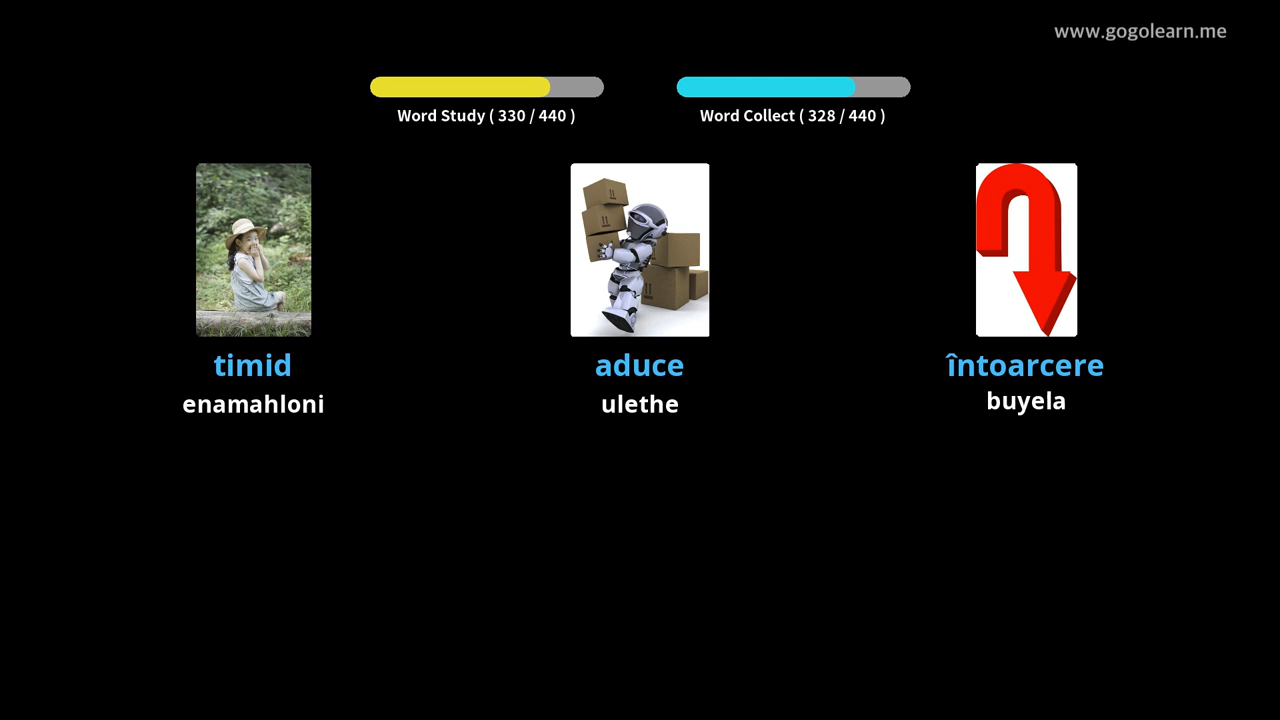 www.gogolearn.me
Word Study ( 330 / 440 )
Word Collect ( 328 / 440 )
timid
enamahloni
aduce
ulethe
întoarcere
buyela